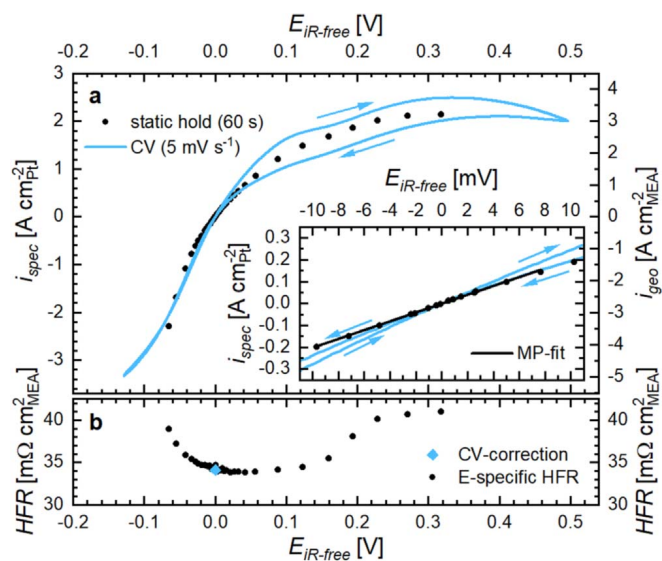 E_iR-free [V]
-0.2 -0.1 0.0 0.1 0.2 0.3 0.4 0.5
a
static hold (60 s)
CV (5 mV s⁻¹)
i_spec [A cm⁻²_Pt]
3
2
1
0
-1
-2
-3
i_geo [A cm⁻²_MEA]
4
3
2
1
0
-1
-2
-3
-4
-5
E_iR-free [mV]
-10 -8 -6 -4 -2 0 2 4 6 8 10
i_spec [A cm⁻²_Pt]
0.3
0.2
0.1
0.0
-0.1
-0.2
-0.3
MP-fit
b
HFR [mΩ cm²_MEA]
40
35
30
CV-correction
E-specific HFR
HFR [mΩ cm²_MEA]
40
35
30
-0.2 -0.1 0.0 0.1 0.2 0.3 0.4 0.5
E_iR-free [V]